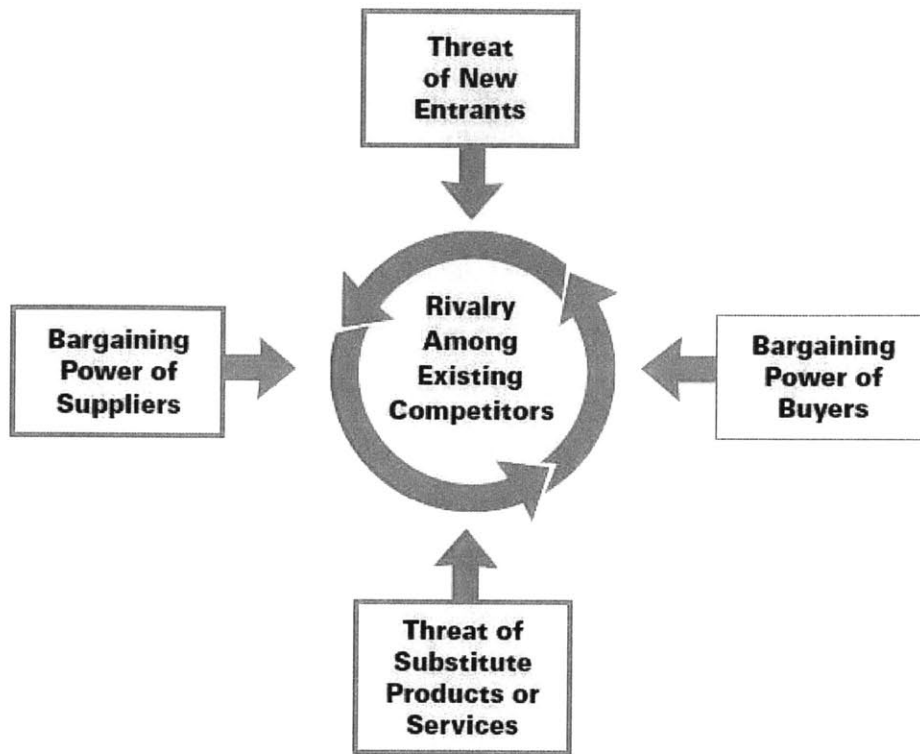 Threat
of New
Entrants
Rivalry
Among
Existing
Competitors
Bargaining
Power of
Suppliers
Bargaining
Power of
Buyers
Threat of
Substitute
Products or
Services